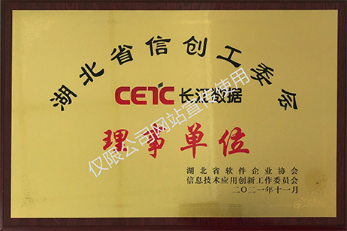 湖北省信创工委会
CETC 长江数据
理事单位
湖北省软件企业协会
信息技术应用创新工作委员会
二〇二一年十一月
仅限公司网站宣传使用